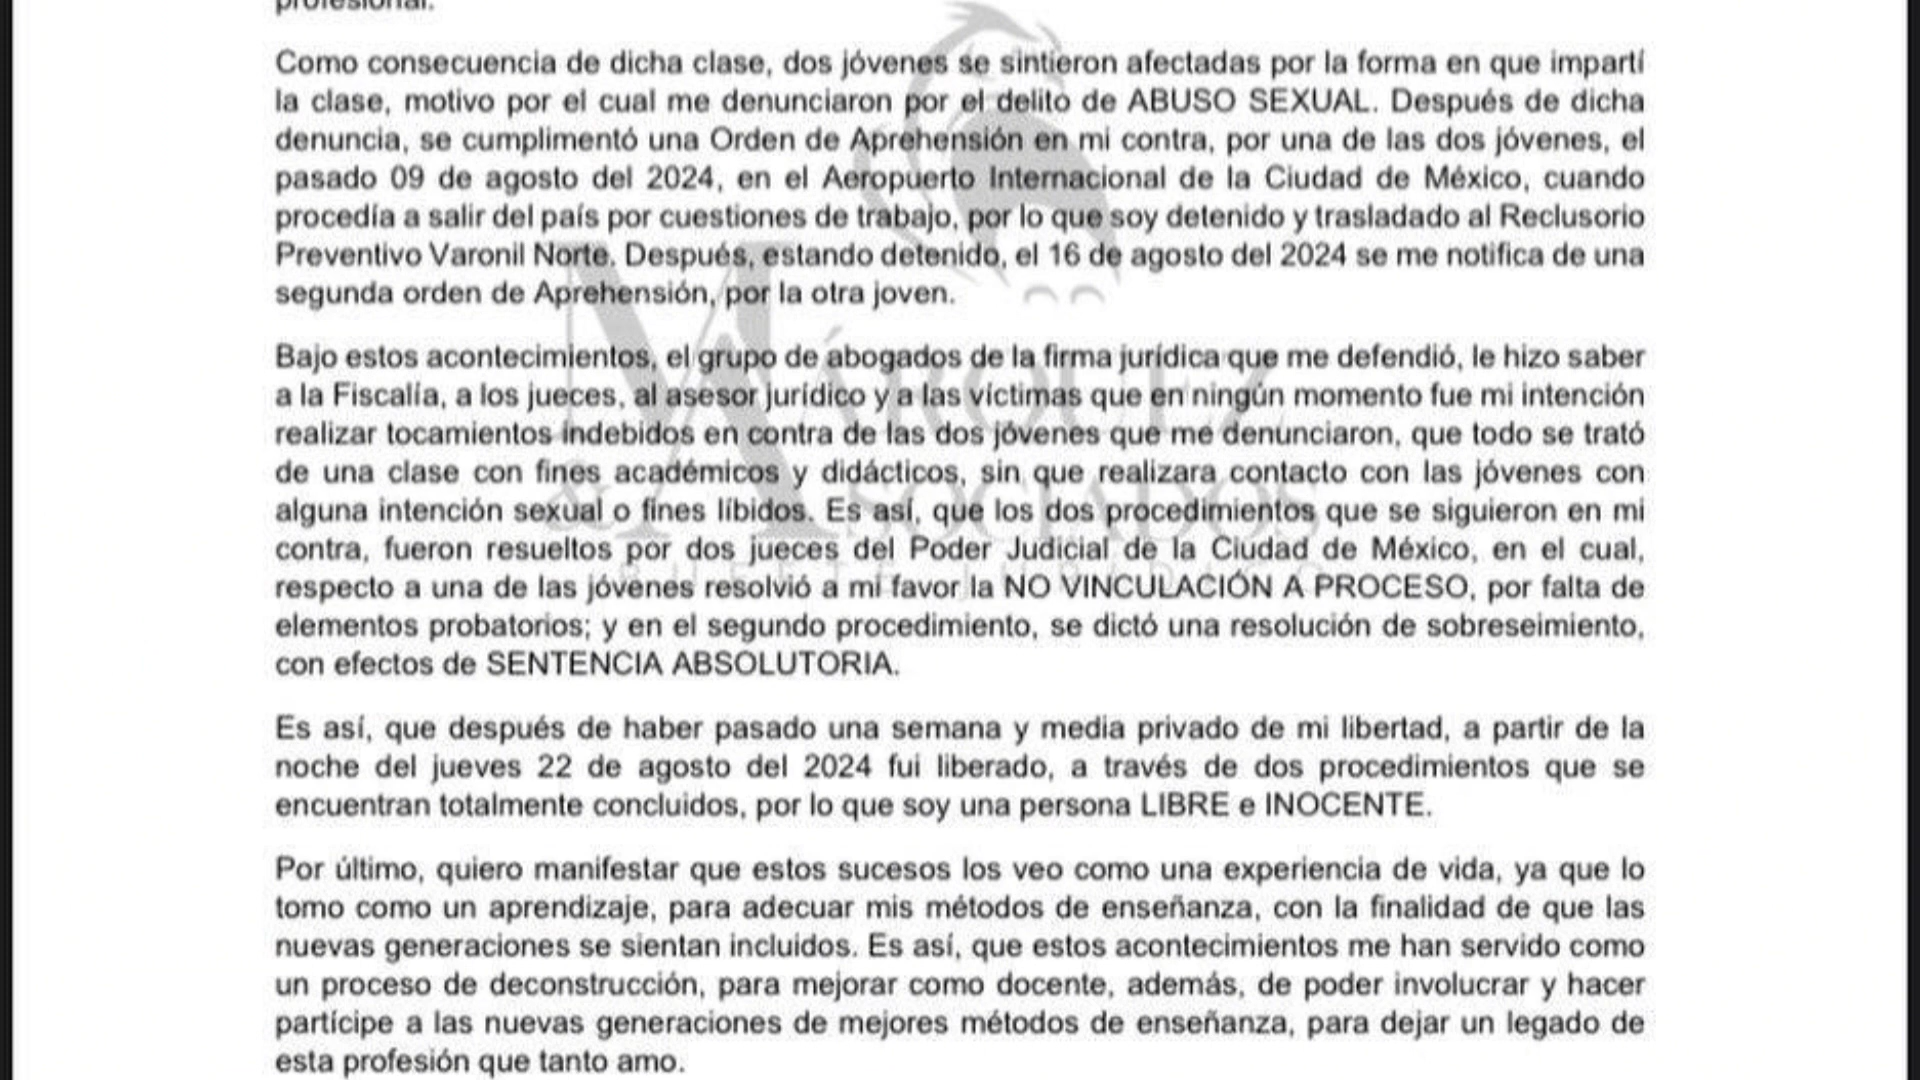 profesional.
Como consecuencia de dicha clase, dos jóvenes se sintieron afectadas por la forma en que impartí
la clase, motivo por el cual me denunciaron por el delito de ABUSO SEXUAL. Después de dicha
denuncia, se cumplimentó una Orden de Aprehensión en mi contra, por una de las dos jóvenes, el
pasado 09 de agosto del 2024, en el Aeropuerto Internacional de la Ciudad de México, cuando
procedía a salir del país por cuestiones de trabajo, por lo que soy detenido y trasladado al Reclusorio
Preventivo Varonil Norte. Después, estando detenido, el 16 de agosto del 2024 se me notifica de una
segunda orden de Aprehensión, por la otra joven.
Bajo estos acontecimientos, el grupo de abogados de la firma jurídica que me defendió, le hizo saber
a la Fiscalía, a los jueces, al asesor jurídico y a las víctimas que en ningún momento fue mi intención
realizar tocamientos indebidos en contra de las dos jóvenes que me denunciaron, que todo se trató
de una clase con fines académicos y didácticos, sin que realizara contacto con las jóvenes con
alguna intención sexual o fines líbidos. Es así, que los dos procedimientos que se siguieron en mi
contra, fueron resueltos por dos jueces del Poder Judicial de la Ciudad de México, en el cual,
respecto a una de las jóvenes resolvió a mi favor la NO VINCULACIÓN A PROCESO, por falta de
elementos probatorios; y en el segundo procedimiento, se dictó una resolución de sobreseimiento,
con efectos de SENTENCIA ABSOLUTORIA.
Es así, que después de haber pasado una semana y media privado de mi libertad, a partir de la
noche del jueves 22 de agosto del 2024 fui liberado, a través de dos procedimientos que se
encuentran totalmente concluidos, por lo que soy una persona LIBRE e INOCENTE.
Por último, quiero manifestar que estos sucesos los veo como una experiencia de vida, ya que lo
tomo como un aprendizaje, para adecuar mis métodos de enseñanza, con la finalidad de que las
nuevas generaciones se sientan incluidos. Es así, que estos acontecimientos me han servido como
un proceso de deconstrucción, para mejorar como docente, además, de poder involucrar y hacer
partícipe a las nuevas generaciones de mejores métodos de enseñanza, para dejar un legado de
esta profesión que tanto amo.
MÁRQUEZ
& ASOCIADOS